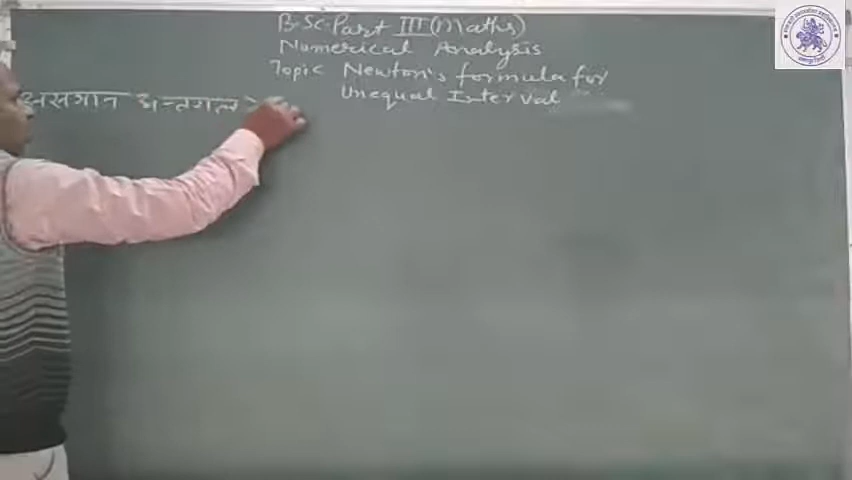 B.Sc-Part III (Maths)
Numerical Analysis
Topic Newton's formula for
Unequal Interval
असमान अन्तराल